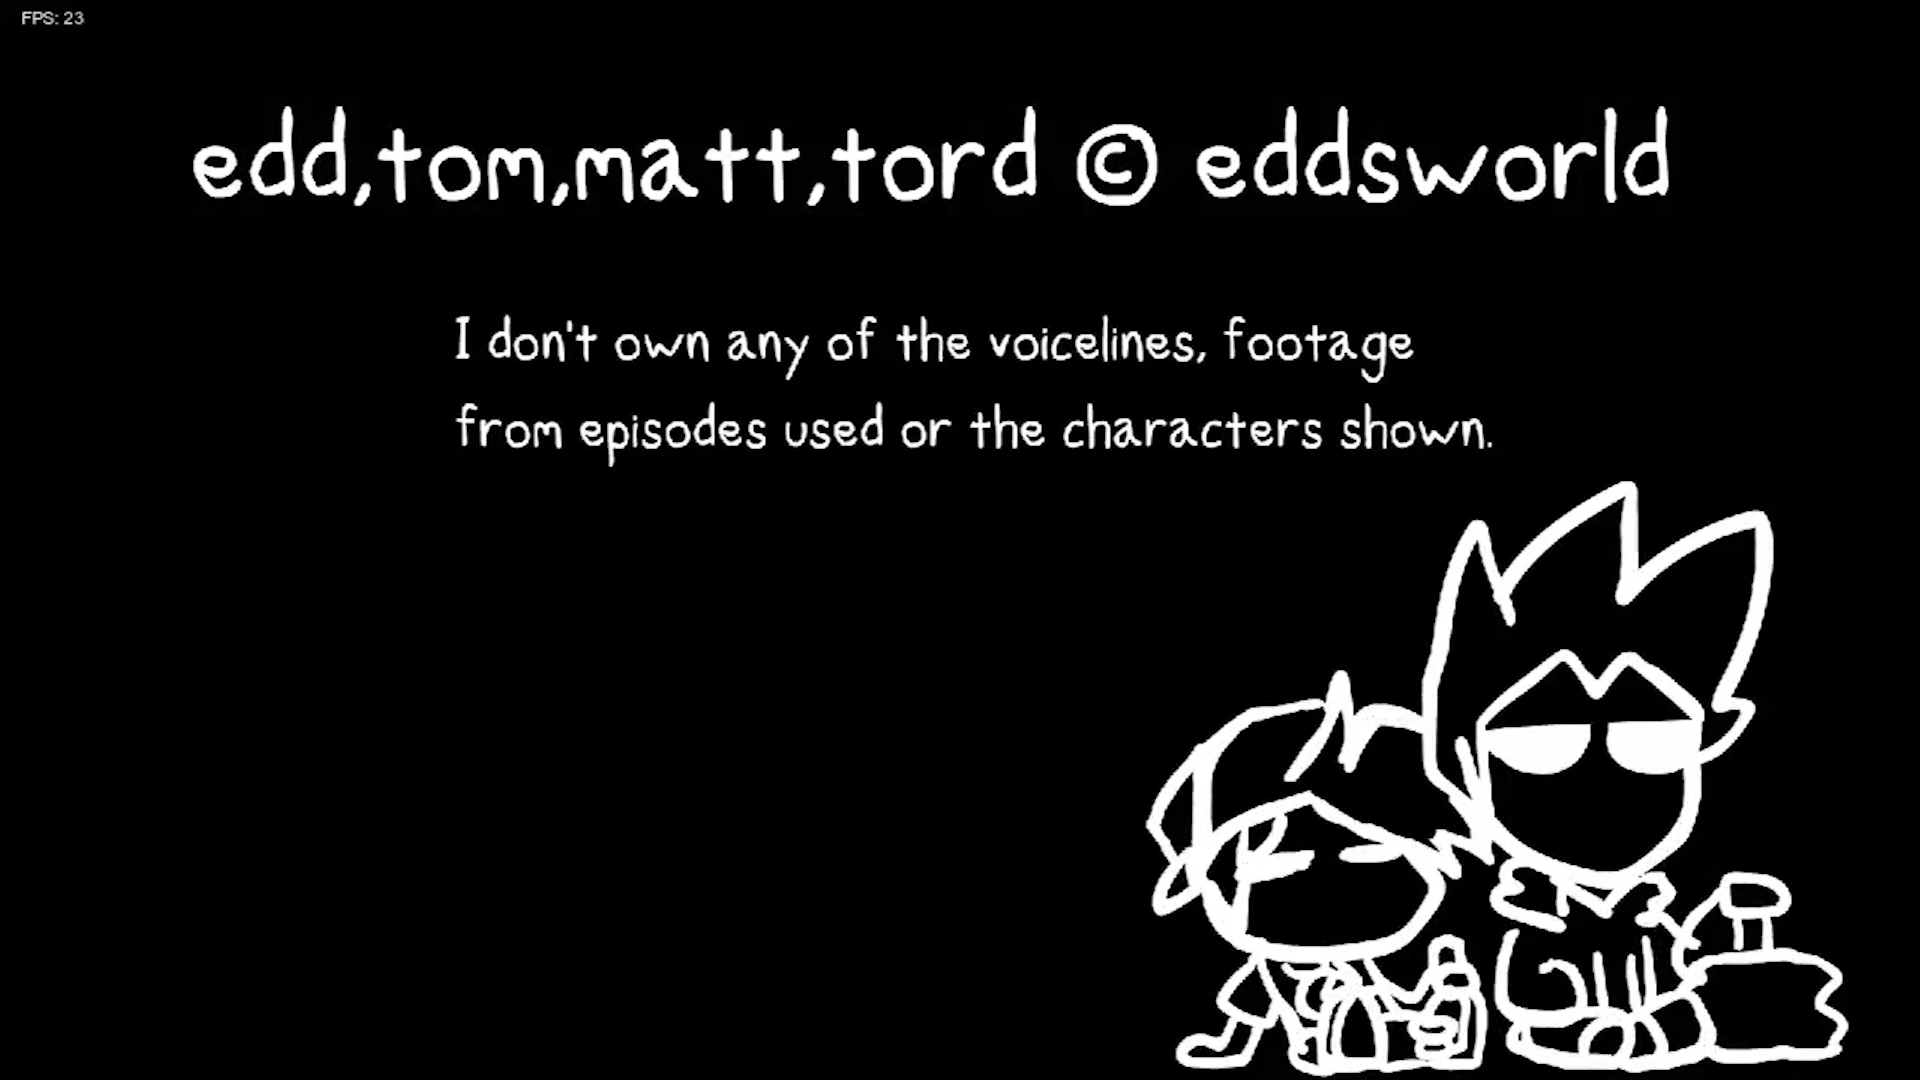 FPS: 23
edd,tom,matt,tord © eddsworld
I don't own any of the voicelines, footage
from episodes used or the characters shown.